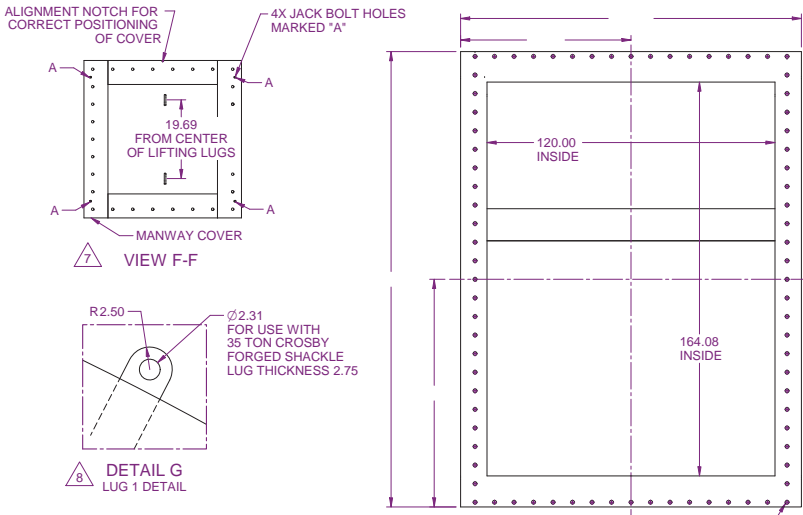 ALIGNMENT NOTCH FOR
CORRECT POSITIONING
OF COVER
4X JACK BOLT HOLES
MARKED "A"
A
A
19.69
FROM CENTER
OF LIFTING LUGS
A
A
MANWAY COVER
7
VIEW F-F
R2.50
Ø2.31
FOR USE WITH
35 TON CROSBY
FORGED SHACKLE
LUG THICKNESS 2.75
8
DETAIL G
LUG 1 DETAIL
120.00
INSIDE
164.08
INSIDE